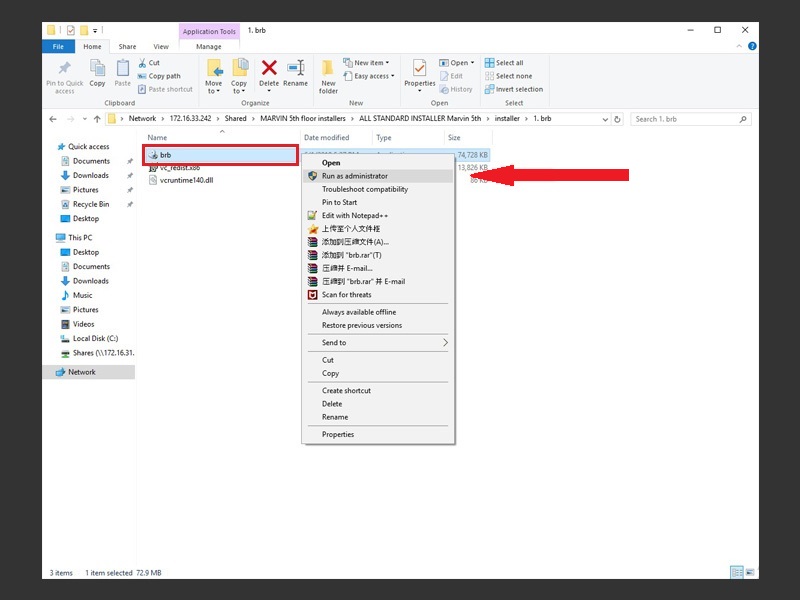 Application Tools
1. brb
File
Home
Share
View
Manage
Pin to Quick access
Copy
Paste
Cut
Copy path
Paste shortcut
Clipboard
Move to
Copy to
Delete
Rename
Organize
New folder
New item
Easy access
New
Properties
Open
Edit
History
Open
Select all
Select none
Invert selection
Select
Network > 172.16.33.242 > Shared > MARVIN 5th floor installers > ALL STANDARD INSTALLER Marvin 5th > installer > 1. brb
Search 1. brb
Name
Date modified
Type
Size
Quick access
Documents
Downloads
Pictures
Recycle Bin
Desktop
This PC
Desktop
Documents
Downloads
Music
Pictures
Videos
Local Disk (C:)
Shares (\\172.16.31.
Network
brb
74,728 KB
vc_redist.x86
13,826 KB
vcruntime140.dll
KB
Open
Run as administrator
Troubleshoot compatibility
Pin to Start
Edit with Notepad++
上传至个人文件柜
添加到压缩文件(A)...
添加到 "brb.rar"(T)
压缩并 E-mail...
压缩到 "brb.rar" 并 E-mail
Scan for threats
Always available offline
Restore previous versions
Send to
Cut
Copy
Create shortcut
Delete
Rename
Properties
3 items
1 item selected 72.9 MB